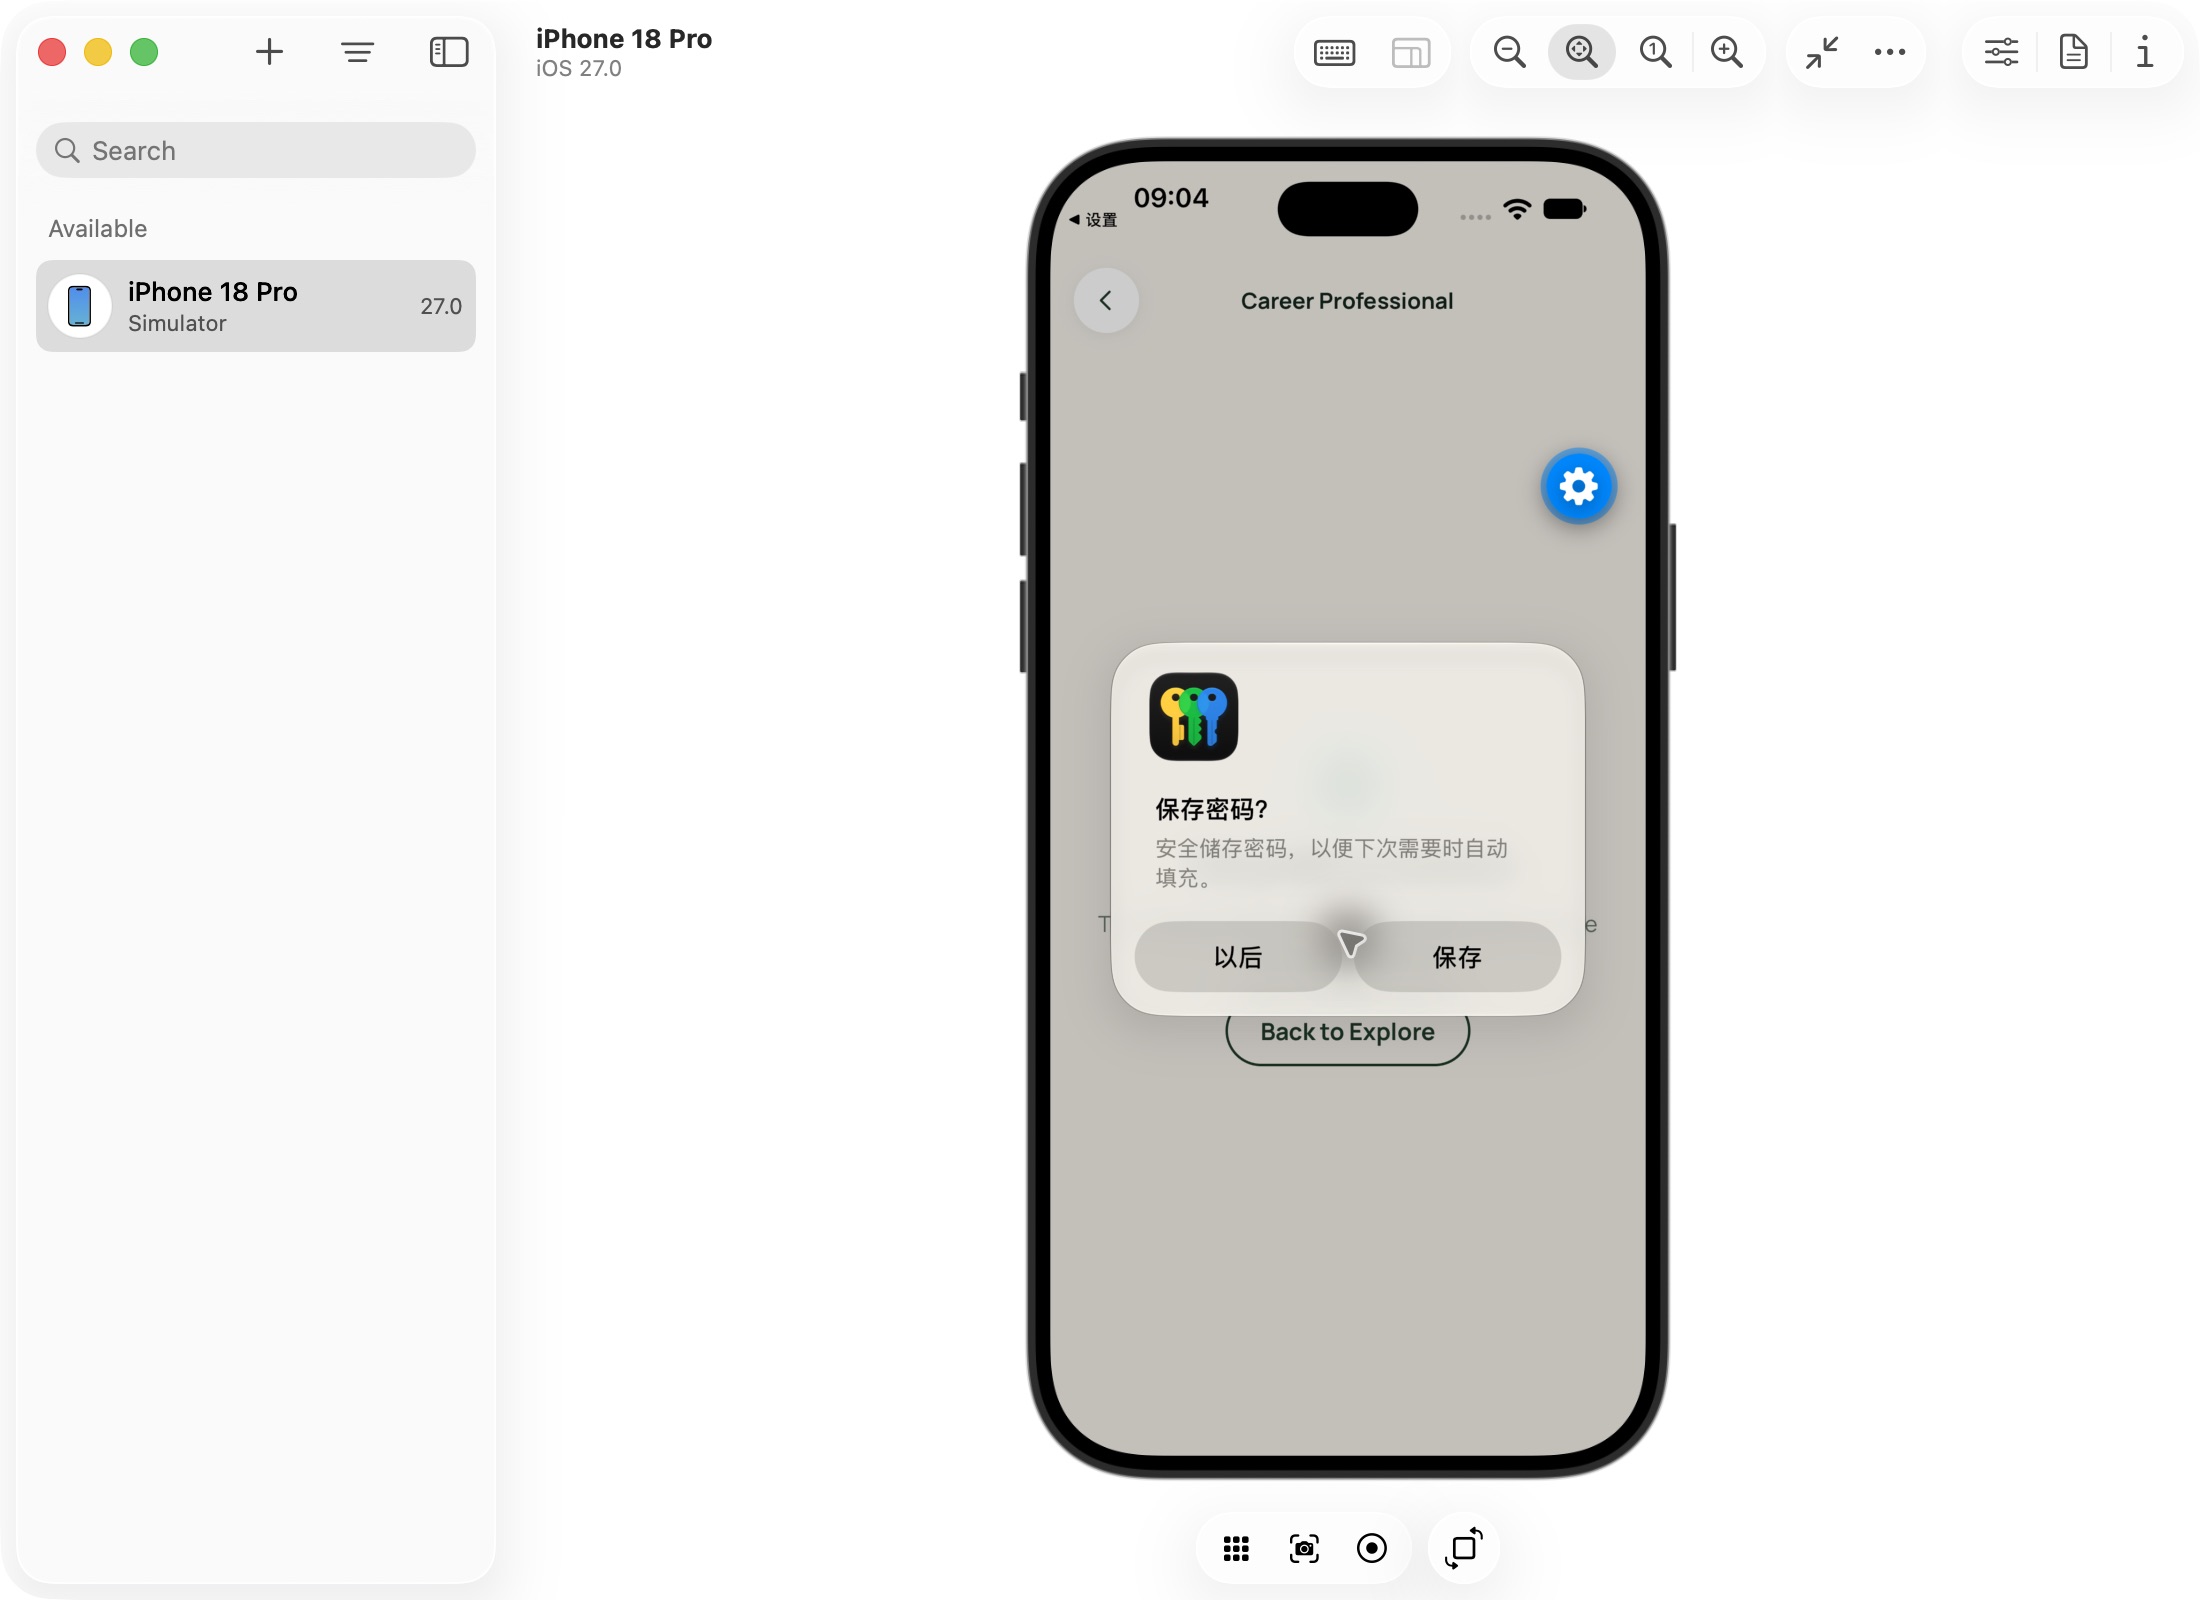 iPhone 18 Pro
iOS 27.0
Search
Available
iPhone 18 Pro
Simulator
27.0
09:04
设置
Career Professional
保存密码?
安全储存密码，以便下次需要时自动
填充。
以后
保存
Back to Explore